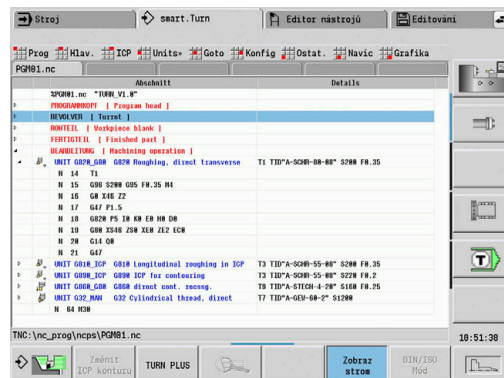 Stroj smart.Turn Editor nástrojů Editování
Prog Hlav. ICP Units» Goto Konfig Ostat. Navic Grafika
PGM01.nc
Abschnitt Details
%PGM01.nc "TURN_V1.0"
PROGRAMMKOPF [ Program head ]
REVOLVER [ Turret ]
ROHTEIL [ Workpiece blank ]
FERTIGTEIL [ Finished part ]
BEARBEITUNG [ Machining operation ]
UNIT G820_G80 G820 Roughing, direct transverse T1 TID"A-SCHR-80-08" S200 F0.35
N 14 T1
N 15 G96 S200 G95 F0.35 M4
N 16 G0 X46 Z2
N 17 G47 P1.5
N 18 G820 P5 I0 K0 E0 H0 D0
N 19 G80 XS46 ZS0 XE0 ZE2 EC0
N 20 G14 Q0
N 21 G47
UNIT G810_ICP G810 Longitudinal roughing in ICP T3 TID"A-SCHR-55-08" S220 F0.35
UNIT G890_ICP G890 ICP for contouring T3 TID"A-SCHR-55-08" S220 F0.2
UNIT G860_G80 G860 direct cont. recssg. T8 TID"A-STECH-4-20" S160 F0.25
UNIT G32_MAN G32 Cylindrical thread, direct T7 TID"A-GEW-60-2" S1200
N 64 M30
TNC:\nc_prog\ncps\PGM01.nc
T
10:51:38
Změnit
ICP konturu
TURN PLUS
Zobraz
strom
DIN/ISO
Mód